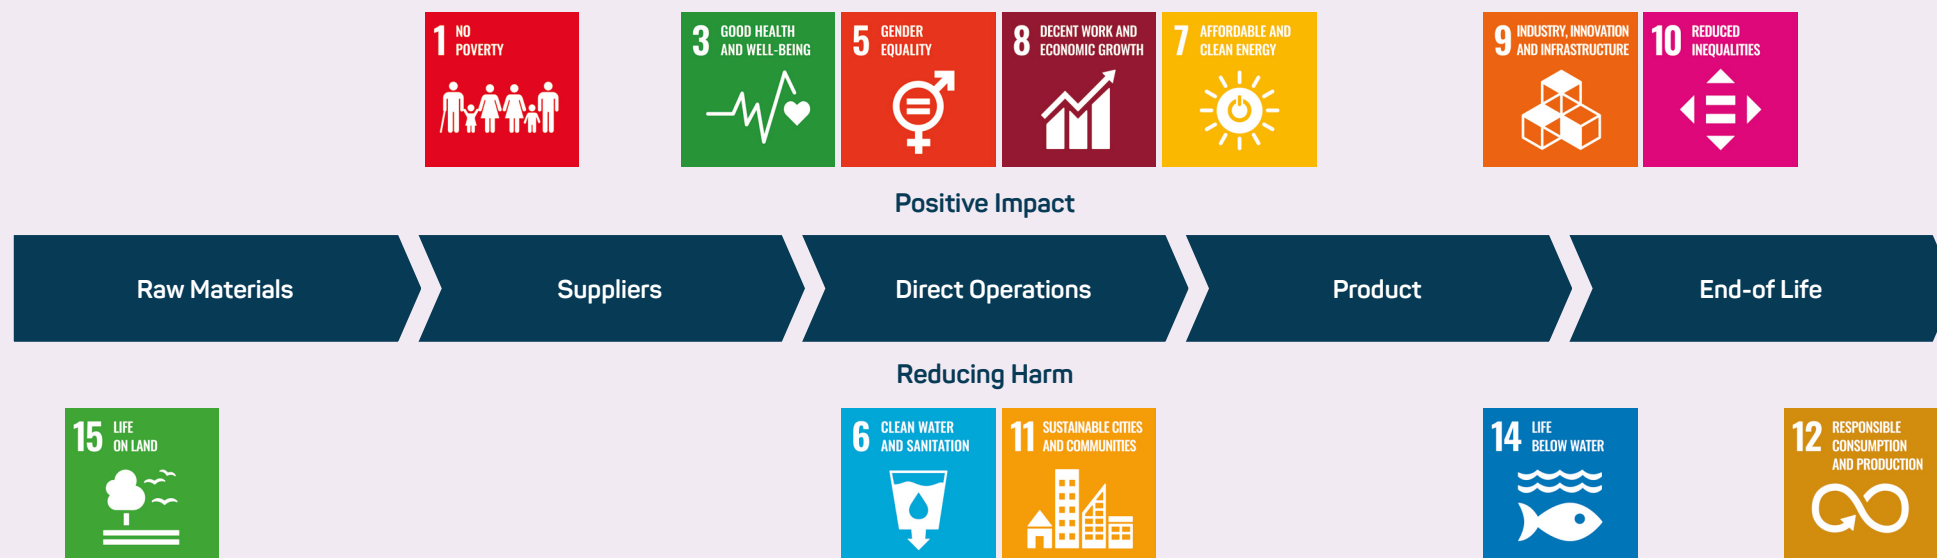 1 NO
POVERTY
3 GOOD HEALTH
AND WELL-BEING
5 GENDER
EQUALITY
8 DECENT WORK AND
ECONOMIC GROWTH
7 AFFORDABLE AND
CLEAN ENERGY
9 INDUSTRY, INNOVATION
AND INFRASTRUCTURE
10 REDUCED
INEQUALITIES
Positive Impact
Raw Materials
Suppliers
Direct Operations
Product
End-of Life
Reducing Harm
15 LIFE
ON LAND
6 CLEAN WATER
AND SANITATION
11 SUSTAINABLE CITIES
AND COMMUNITIES
14 LIFE
BELOW WATER
12 RESPONSIBLE
CONSUMPTION
AND PRODUCTION